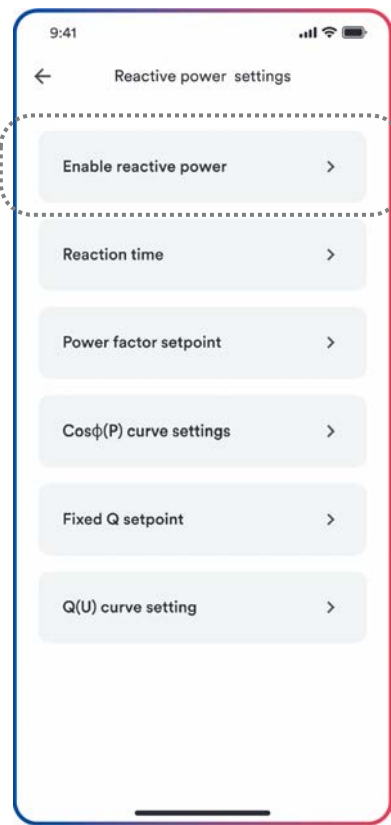 9:41
Reactive power settings
Enable reactive power
Reaction time
Power factor setpoint
Cosϕ(P) curve settings
Fixed Q setpoint
Q(U) curve setting